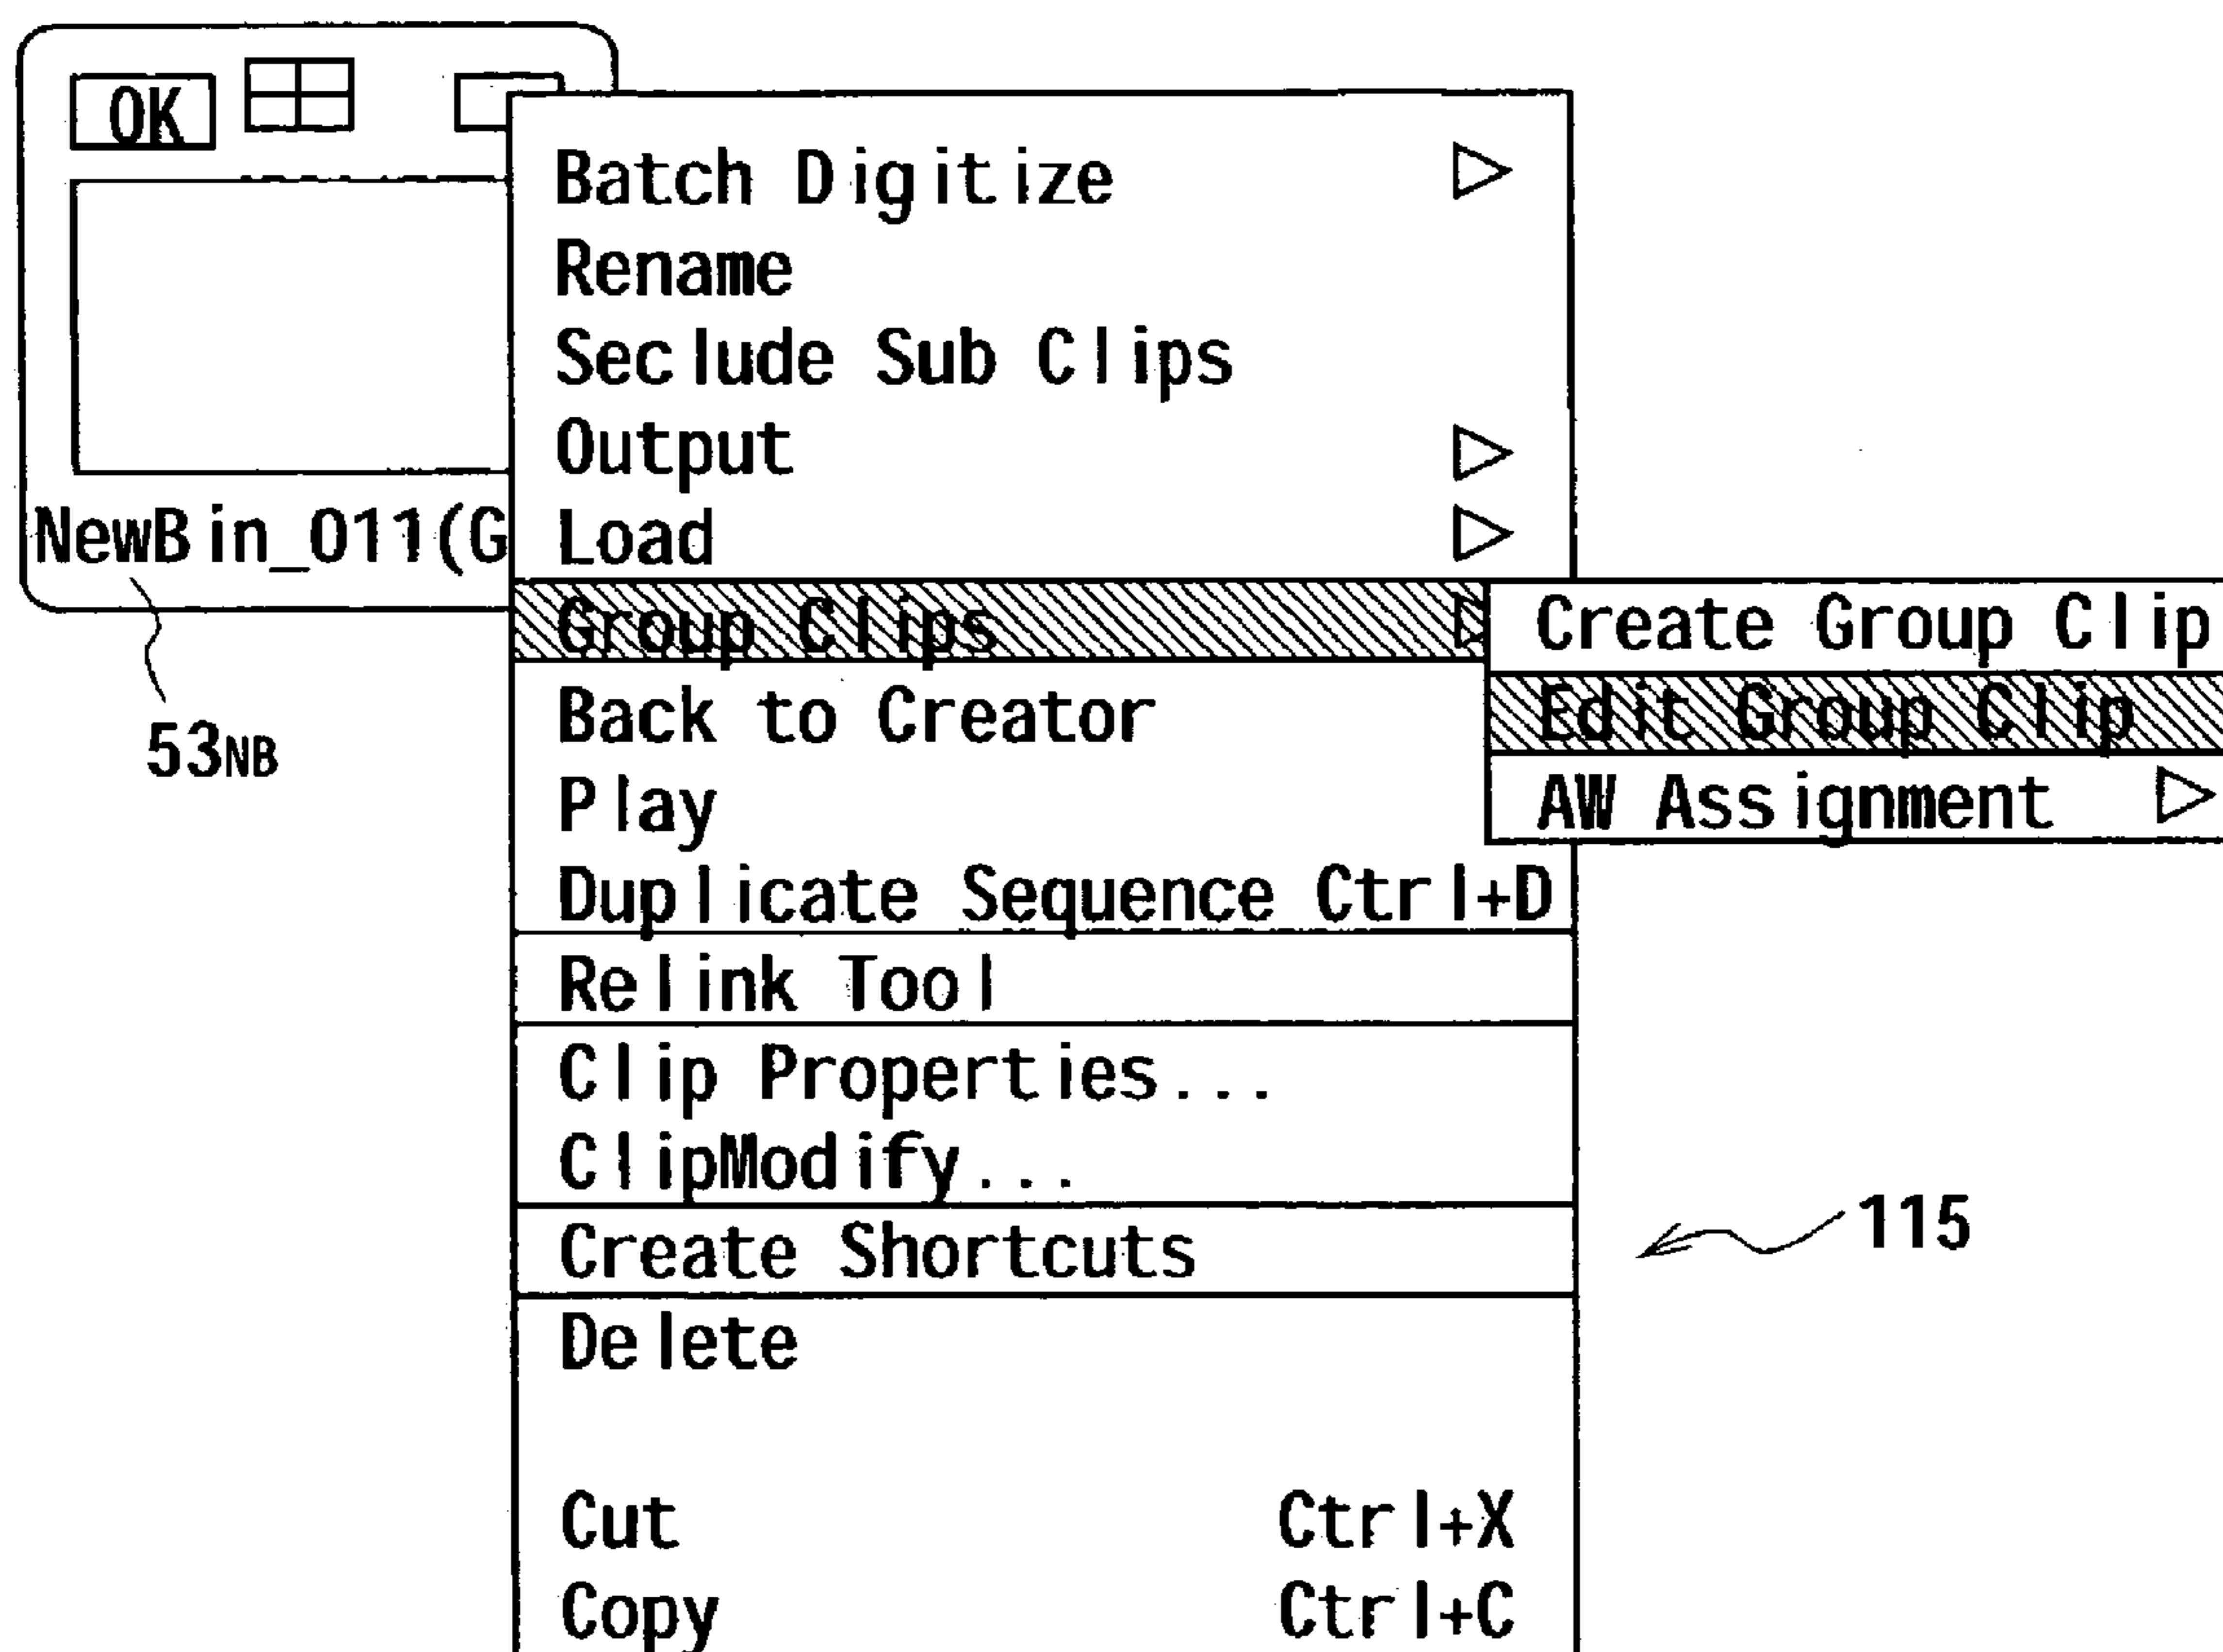 OK
Batch Digitize
Rename
Seclude Sub Clips
Output
NewBin_011(G
Load
Group Clips
Create Group Clip
Edit Group Clip
AW Assignment
53NB
Back to Creator
Play
Duplicate Sequence Ctrl+D
Relink Tool
Clip Properties...
ClipModify...
Create Shortcuts
115
Delete
Cut Ctrl+X
Copy Ctrl+C